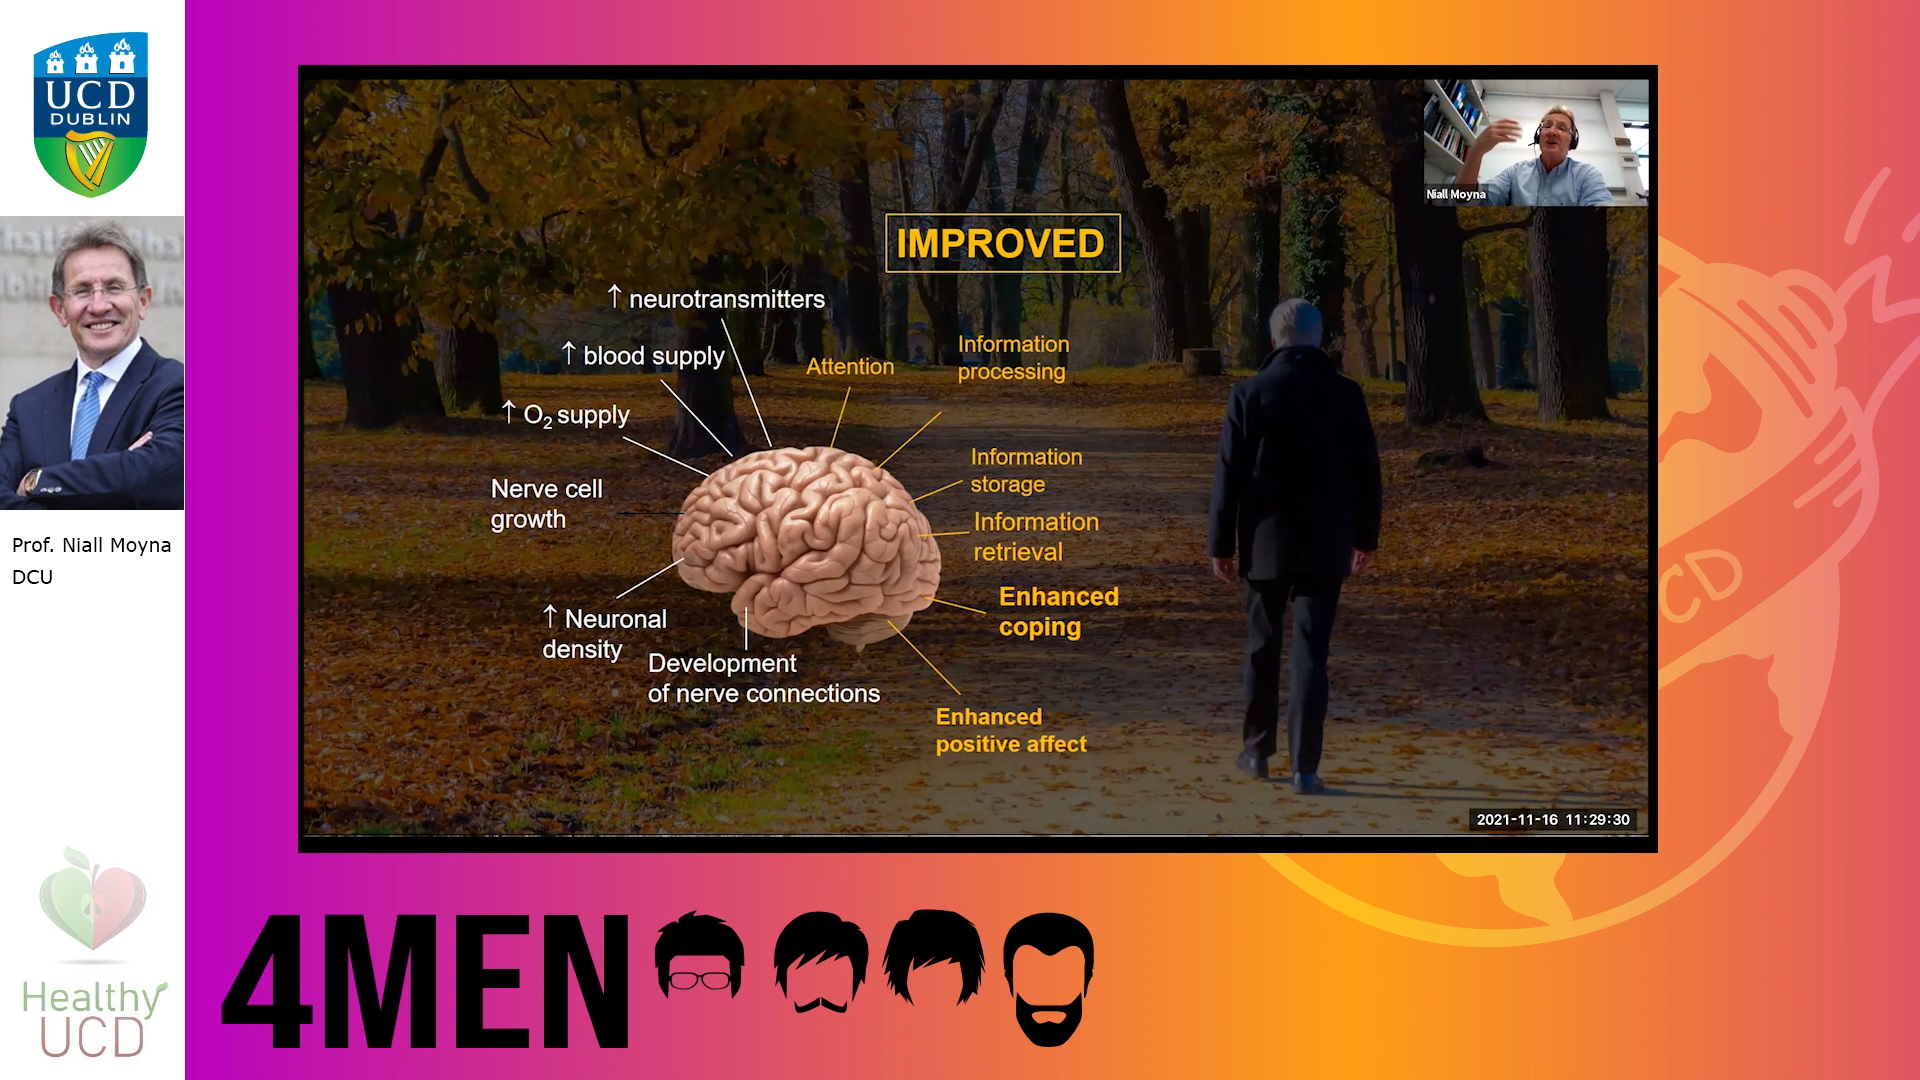 UCD
DUBLIN
Prof. Niall Moyna
DCU
Healthy
UCD
Niall Moyna
IMPROVED
↑ neurotransmitters
↑ blood supply
↑ O₂ supply
Nerve cell
growth
↑ Neuronal
density
Development
of nerve connections
Attention
Information
processing
Information
storage
Information
retrieval
Enhanced
coping
Enhanced
positive affect
2021-11-16 11:29:30
4MEN
CD